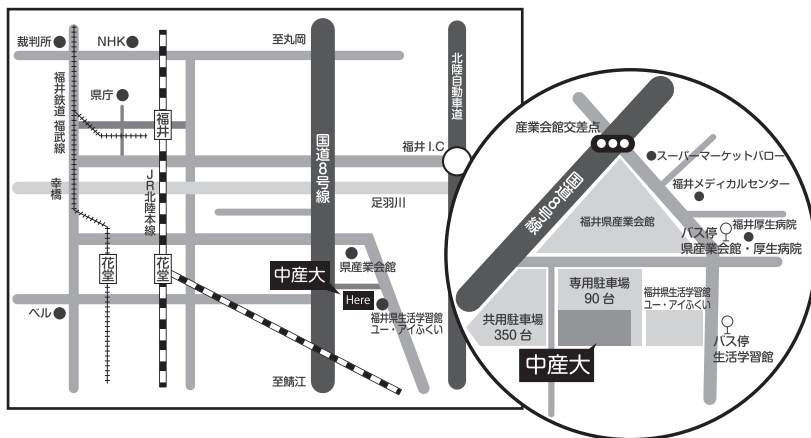 裁判所
NHK
至丸岡
北陸自動車道
県庁
福井鉄道 福武線
福井
国道8号線
福井 I.C
幸橋
JR北陸本線
足羽川
花堂
花堂
県産業会館
中産大
Here
福井県生活学習館
ユー・アイふくい
ベル
至鯖江
産業会館交差点
スーパーマーケットバロー
福井メディカルセンター
国道8号線
福井県産業会館
福井厚生病院
バス停
県産業会館・厚生病院
専用駐車場
90台
福井県生活学習館
ユー・アイふくい
共用駐車場
350台
バス停
生活学習館
中産大